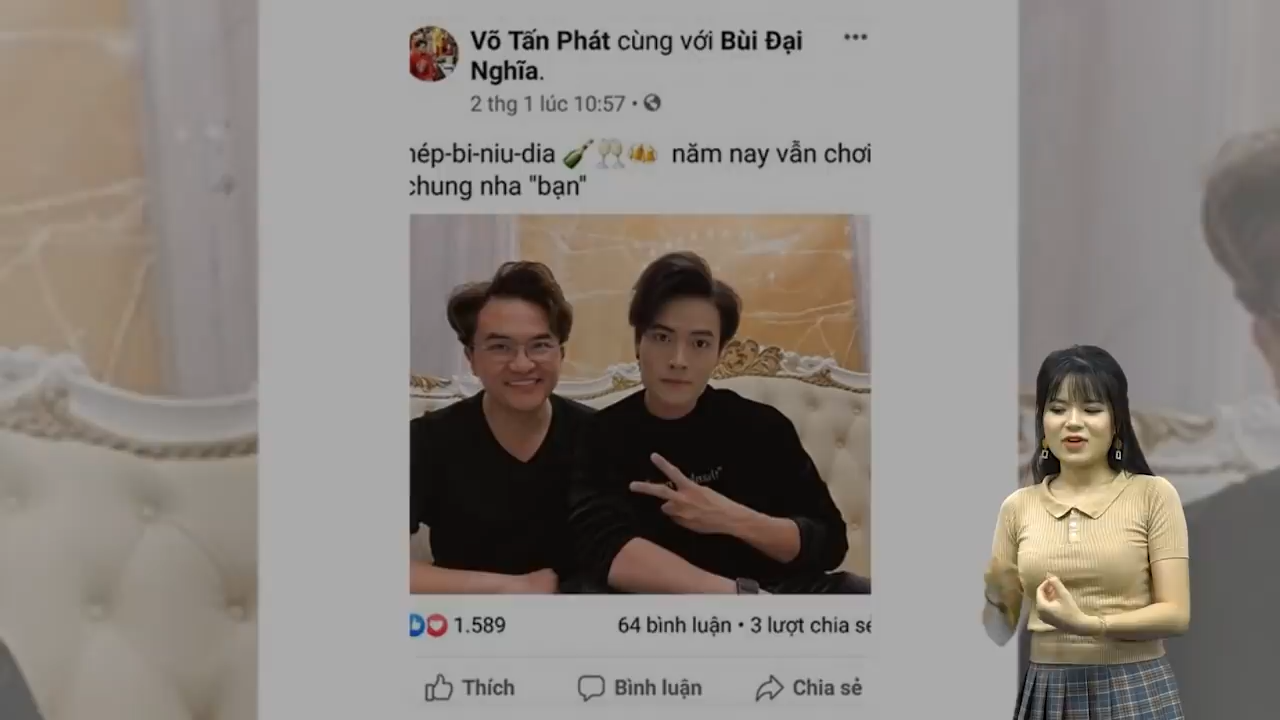 Võ Tấn Phát cùng với Bùi Đại
Nghĩa.
2 thg 1 lúc 10:57
hép-bi-niu-dia năm nay vẫn chơi
chung nha "bạn"
1.589 64 bình luận • 3 lượt chia sẻ
Thích Bình luận Chia sẻ